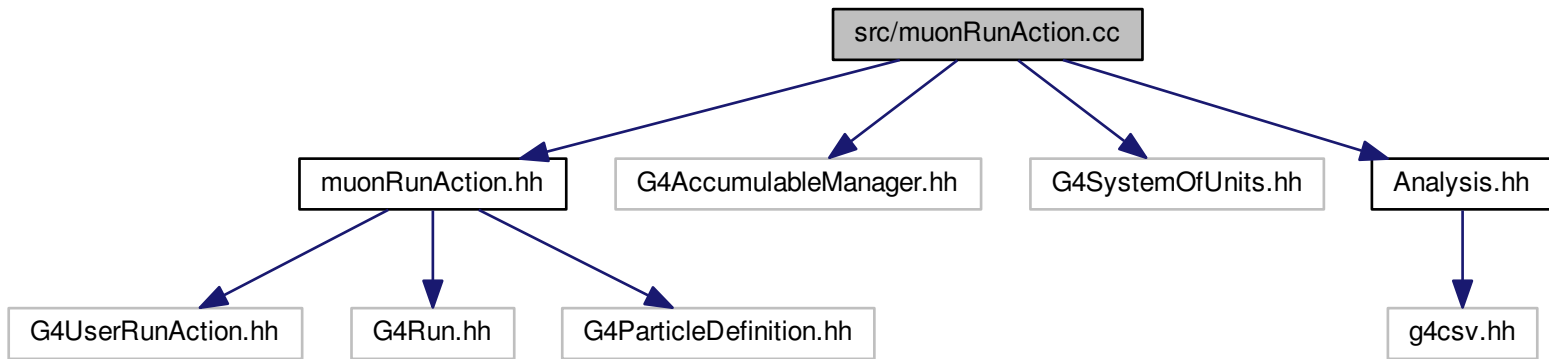 src/muonRunAction.cc
muonRunAction.hh
G4AccumulableManager.hh
G4SystemOfUnits.hh
Analysis.hh
G4UserRunAction.hh
G4Run.hh
G4ParticleDefinition.hh
g4csv.hh